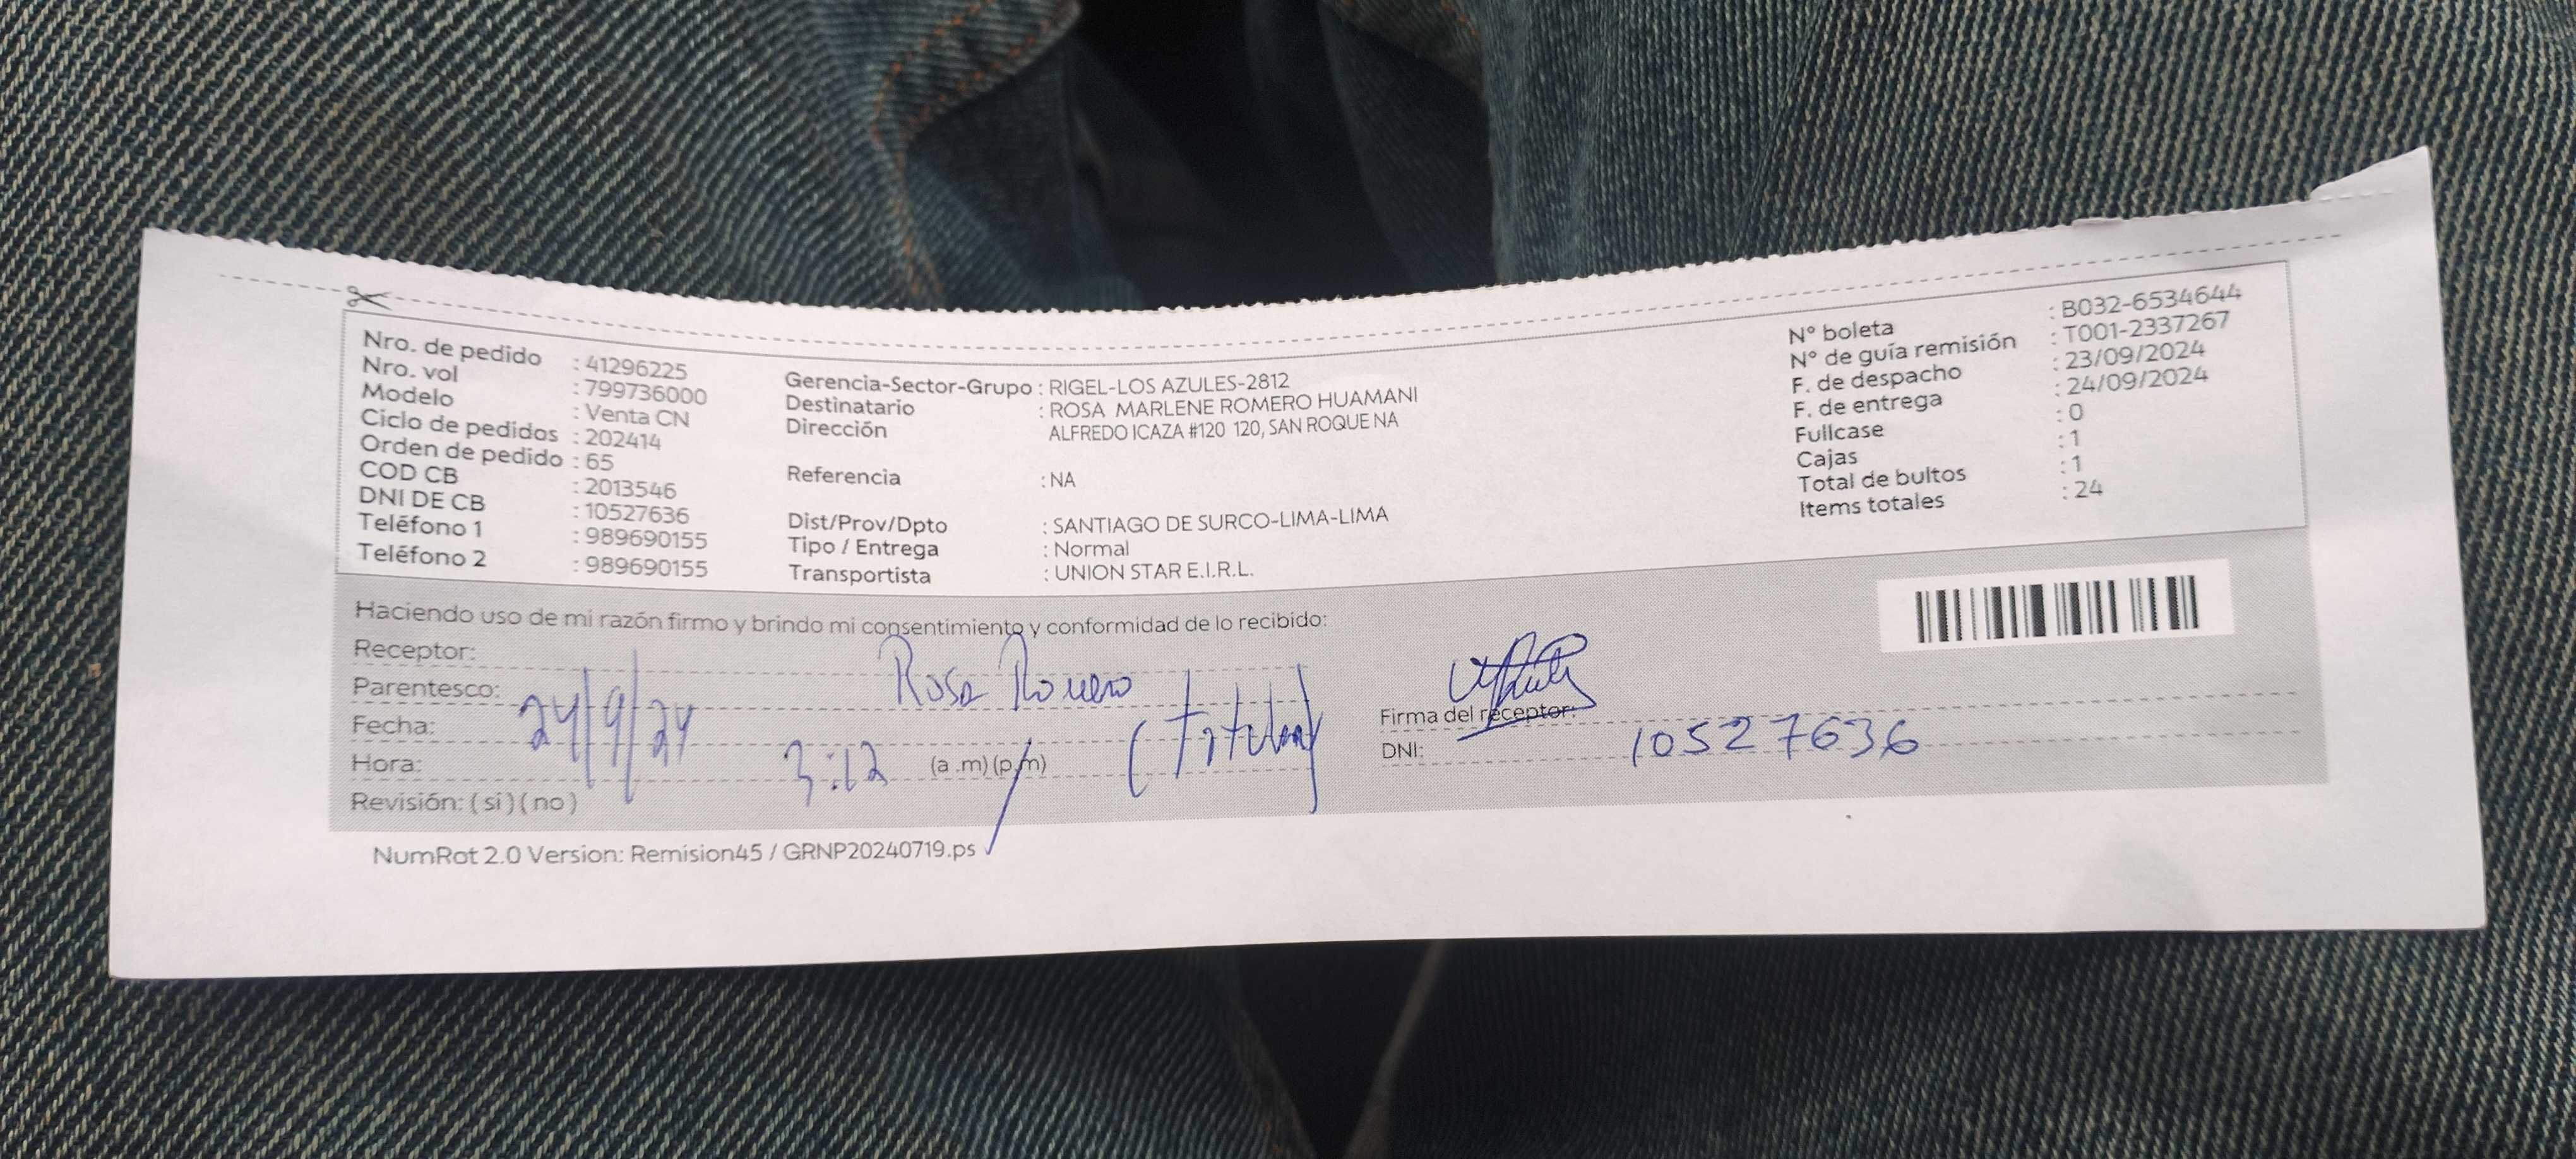 Nro. de pedido : 41296225
Nro. vol : 799736000
Modelo : Venta CN
Ciclo de pedidos : 202414
Orden de pedido : 65
COD CB : 2013546
DNI DE CB : 10527636
Teléfono 1 : 989690155
Teléfono 2 : 989690155
Gerencia-Sector-Grupo : RIGEL-LOS AZULES-2812
Destinatario : ROSA MARLENE ROMERO HUAMANI
Dirección ALFREDO ICAZA #120 120, SAN ROQUE NA
Referencia : NA
Dist/Prov/Dpto : SANTIAGO DE SURCO-LIMA-LIMA
Tipo / Entrega : Normal
Transportista : UNION STAR E.I.R.L.
N° boleta : B032-6534644
N° de guía remisión : T001-2337267
F. de despacho : 23/09/2024
F. de entrega : 24/09/2024
Fullcase : 0
Cajas : 1
Total de bultos : 1
Items totales : 24
Haciendo uso de mi razón firmo y brindo mi consentimiento y conformidad de lo recibido:
Receptor: Rosa Romero
Parentesco: (Titular)
Fecha: 24/9/24
Hora: 3:12 (a .m) (p.m)
Revisión: ( si ) ( no )
Firma del receptor:
DNI: 10527636
NumRot 2.0 Version: Remision45 / GRNP20240719.ps